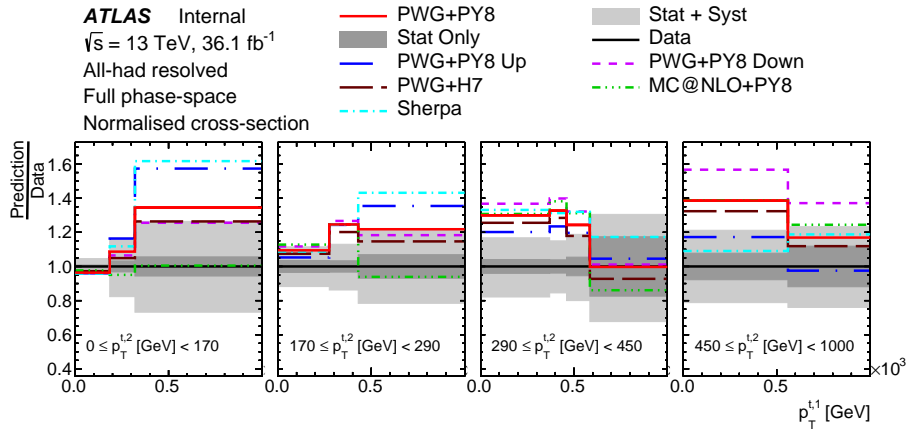 ATLAS Internal
√s = 13 TeV, 36.1 fb⁻¹
All-had resolved
Full phase-space
Normalised cross-section
PWG+PY8
Stat Only
PWG+PY8 Up
PWG+H7
Sherpa
Stat + Syst
Data
PWG+PY8 Down
MC@NLO+PY8
Prediction
Data
1.6
1.4
1.2
1.0
0.8
0.6
0.4
0 ≤ p_T^{t,2} [GeV] < 170
170 ≤ p_T^{t,2} [GeV] < 290
290 ≤ p_T^{t,2} [GeV] < 450
450 ≤ p_T^{t,2} [GeV] < 1000
0.0 0.5 0.0 0.5 0.0 0.5 0.0 0.5 1.0
×10³
p_T^{t,1} [GeV]